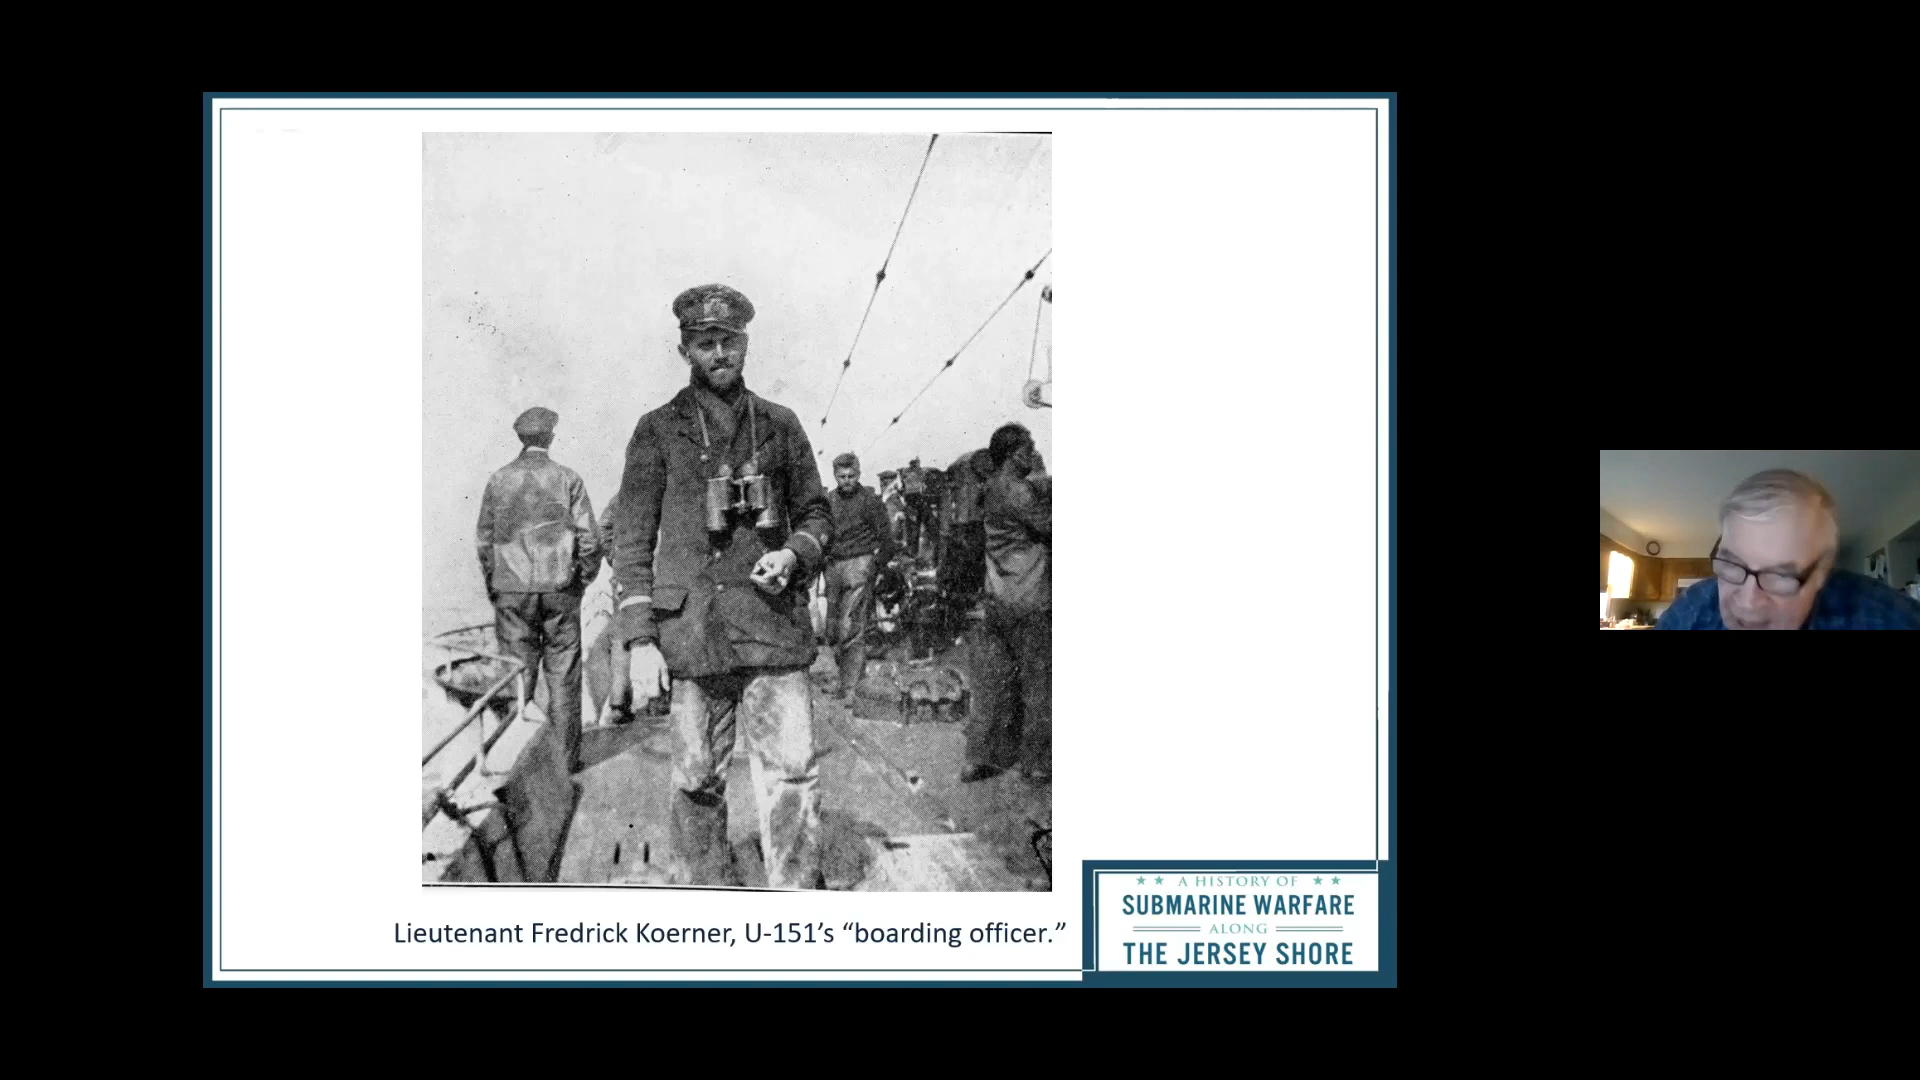 Lieutenant Fredrick Koerner, U-151’s “boarding officer.”
A HISTORY OF
SUBMARINE WARFARE
ALONG
THE JERSEY SHORE